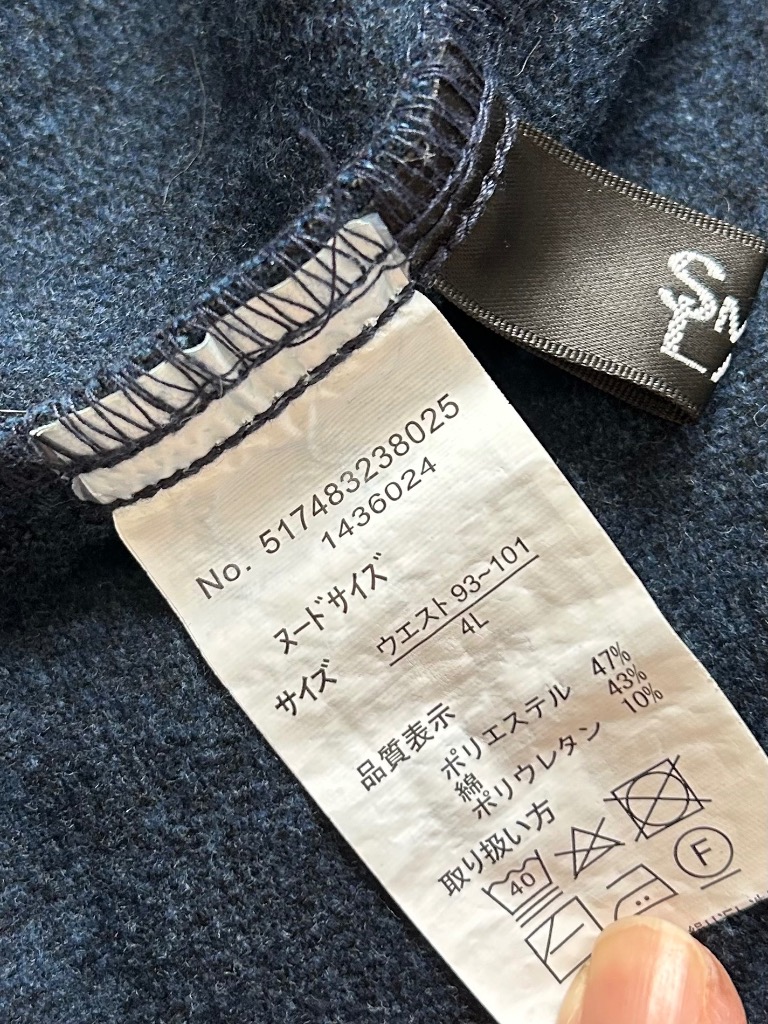 No. 517483238025
1436024
ヌードサイズ
ウエスト 93~101
サイズ
4L
品質表示
ポリエステル 47%
綿 43%
ポリウレタン 10%
取り扱い方
40
F